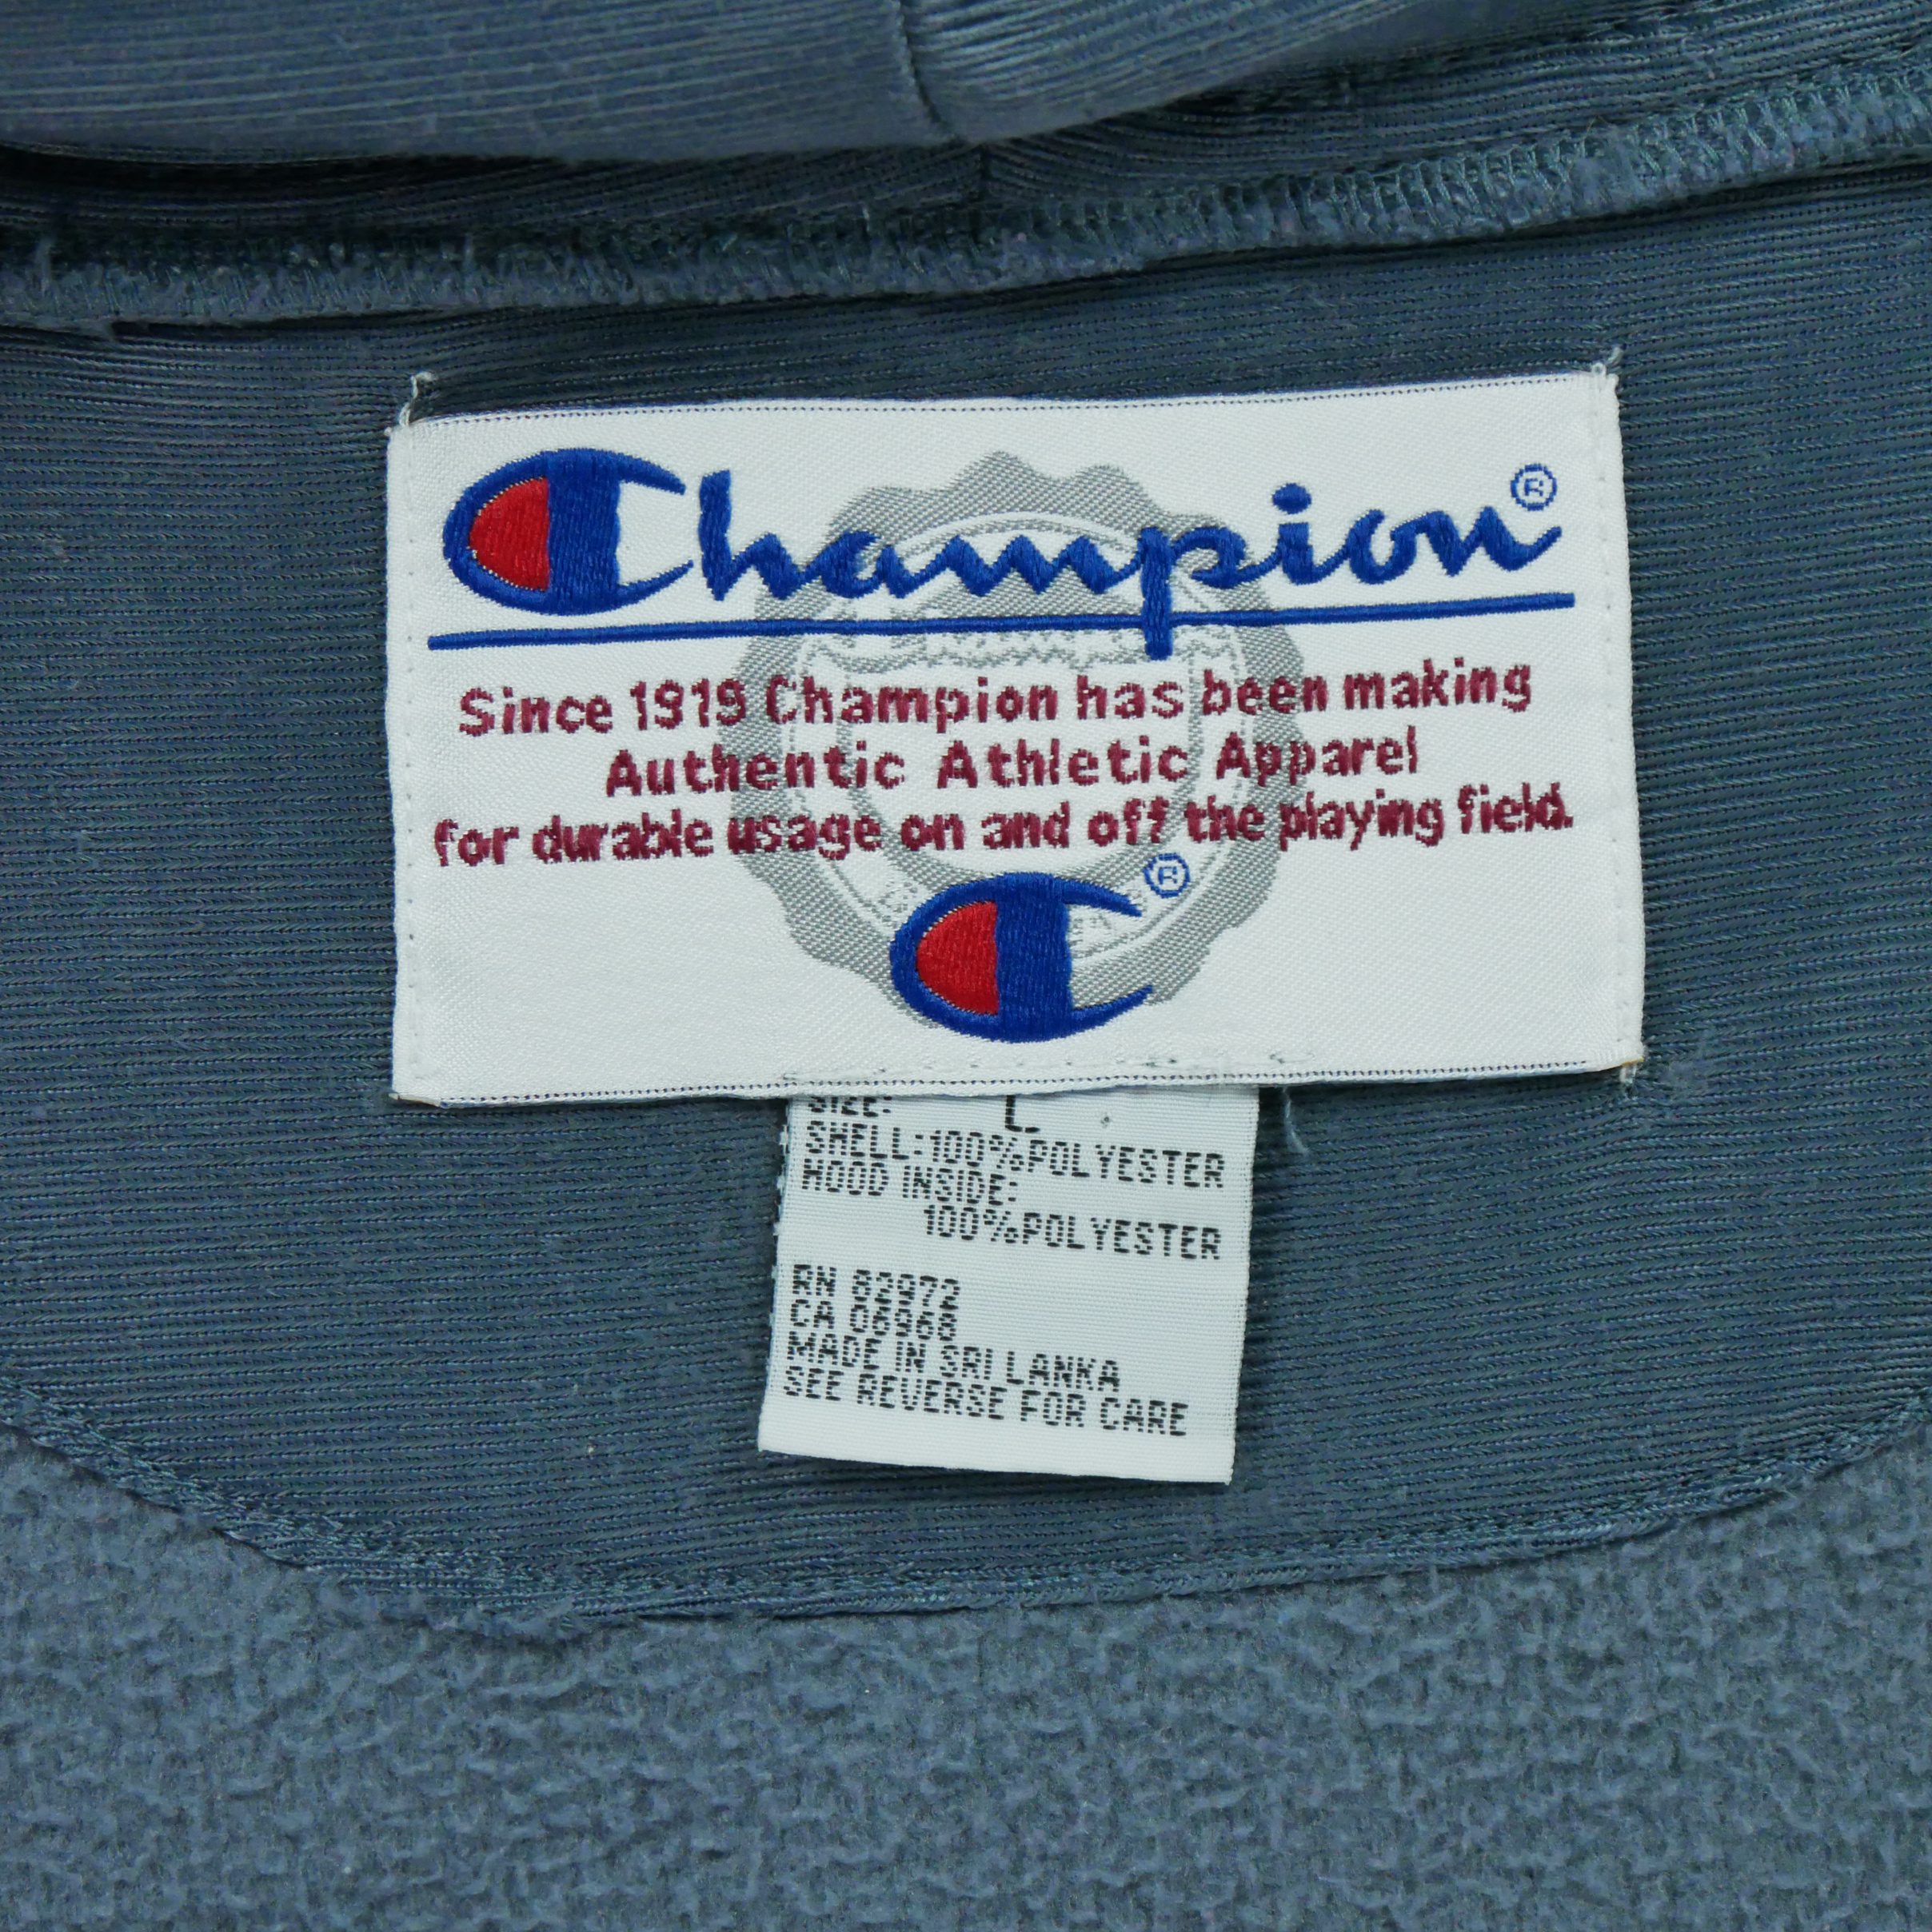 Champion®
Since 1919 Champion has been making
Authentic Athletic Apparel
for durable usage on and off the playing field.
®
SIZE: L
SHELL:100%POLYESTER
HOOD INSIDE:
100%POLYESTER
RN 82972
CA 06968
MADE IN SRI LANKA
SEE REVERSE FOR CARE